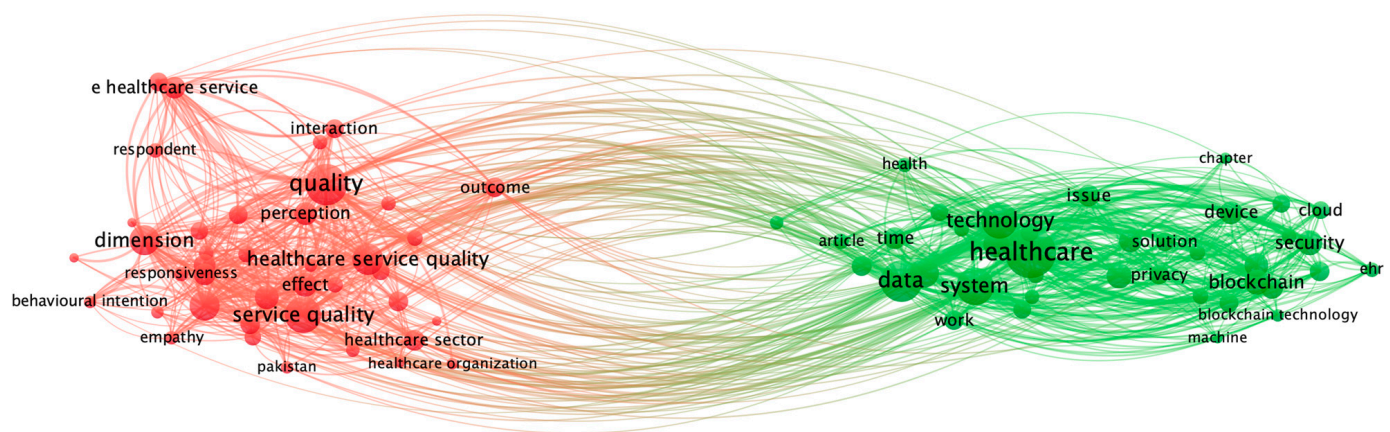 e healthcare service
interaction
respondent
quality
outcome
perception
dimension
healthcare service quality
responsiveness
effect
behavioural intention
service quality
empathy
healthcare sector
pakistan
healthcare organization
health
chapter
issue
technology
device
cloud
article
time
solution
security
healthcare
ehr
data
system
privacy
blockchain
work
blockchain technology
machine